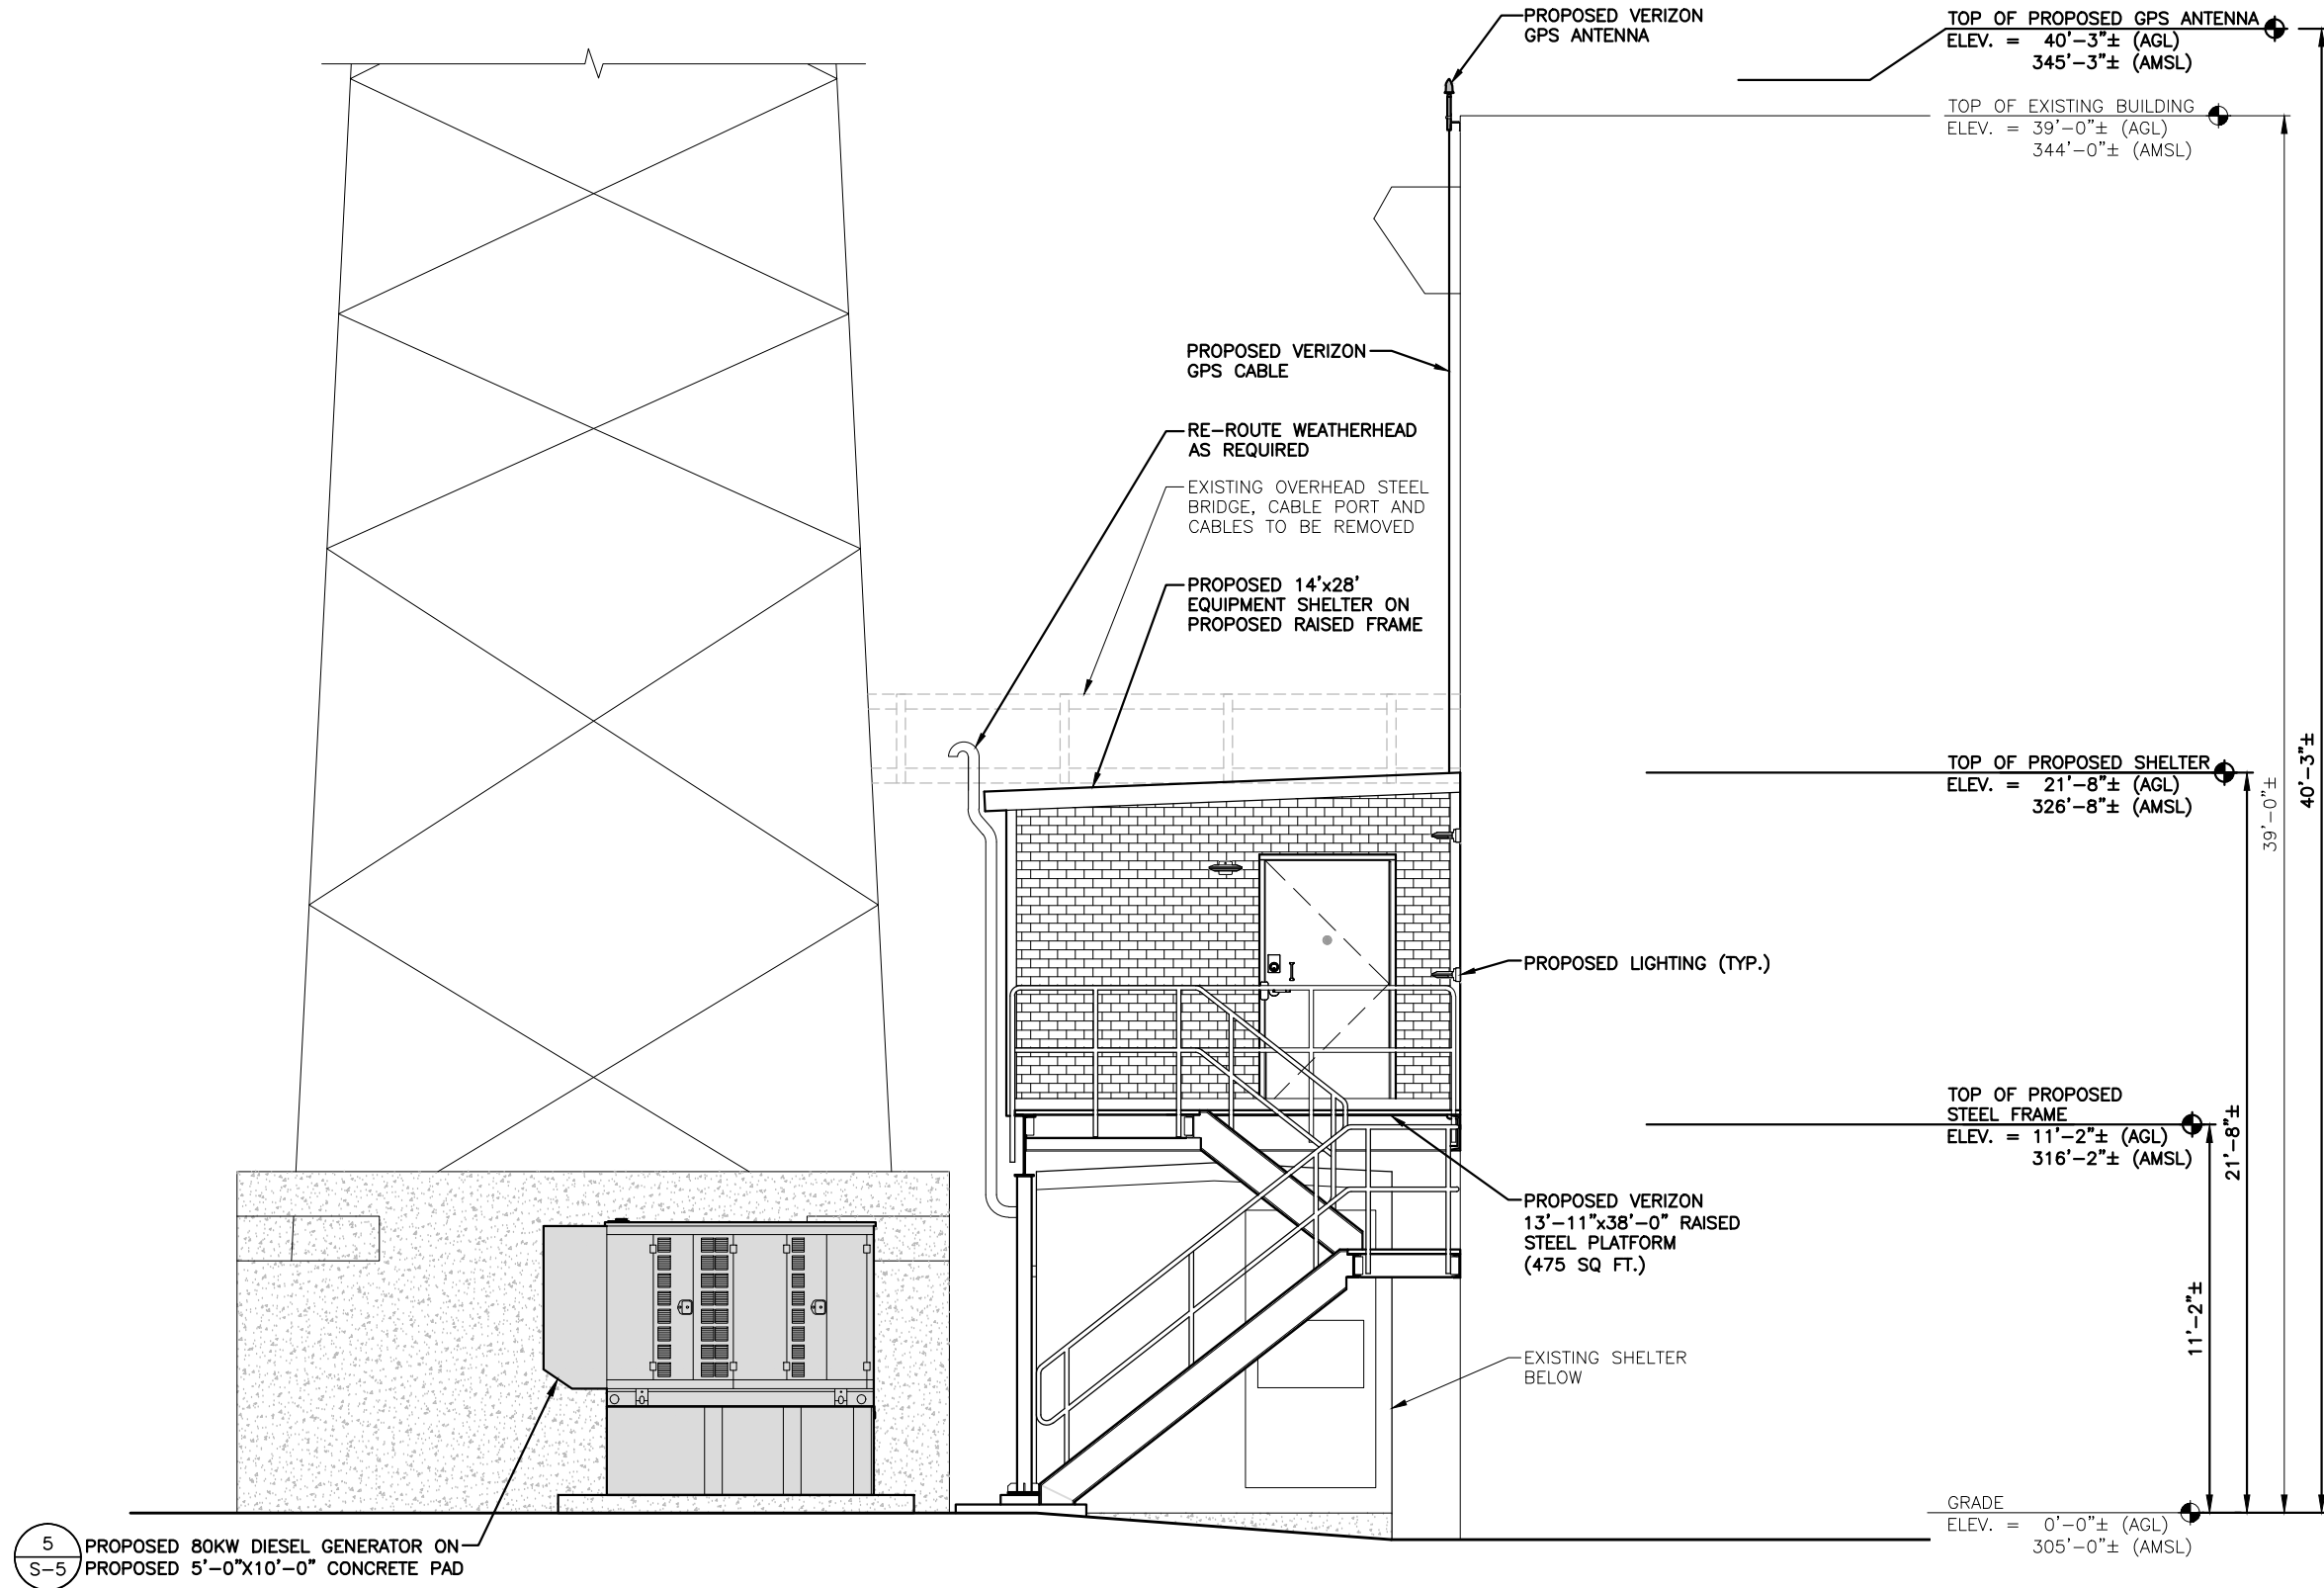 PROPOSED VERIZON
GPS ANTENNA
TOP OF PROPOSED GPS ANTENNA
ELEV. = 40'-3"± (AGL)
345'-3"± (AMSL)
TOP OF EXISTING BUILDING
ELEV. = 39'-0"± (AGL)
344'-0"± (AMSL)
PROPOSED VERIZON
GPS CABLE
RE-ROUTE WEATHERHEAD
AS REQUIRED
EXISTING OVERHEAD STEEL
BRIDGE, CABLE PORT AND
CABLES TO BE REMOVED
PROPOSED 14'x28'
EQUIPMENT SHELTER ON
PROPOSED RAISED FRAME
TOP OF PROPOSED SHELTER
ELEV. = 21'-8"± (AGL)
326'-8"± (AMSL)
39'-0"±
40'-3"±
PROPOSED LIGHTING (TYP.)
TOP OF PROPOSED
STEEL FRAME
ELEV. = 11'-2"± (AGL)
316'-2"± (AMSL)
21'-8"±
PROPOSED VERIZON
13'-11"x38'-0" RAISED
STEEL PLATFORM
(475 SQ FT.)
11'-2"±
EXISTING SHELTER
BELOW
GRADE
ELEV. = 0'-0"± (AGL)
305'-0"± (AMSL)
5
S-5
PROPOSED 80KW DIESEL GENERATOR ON
PROPOSED 5'-0"X10'-0" CONCRETE PAD